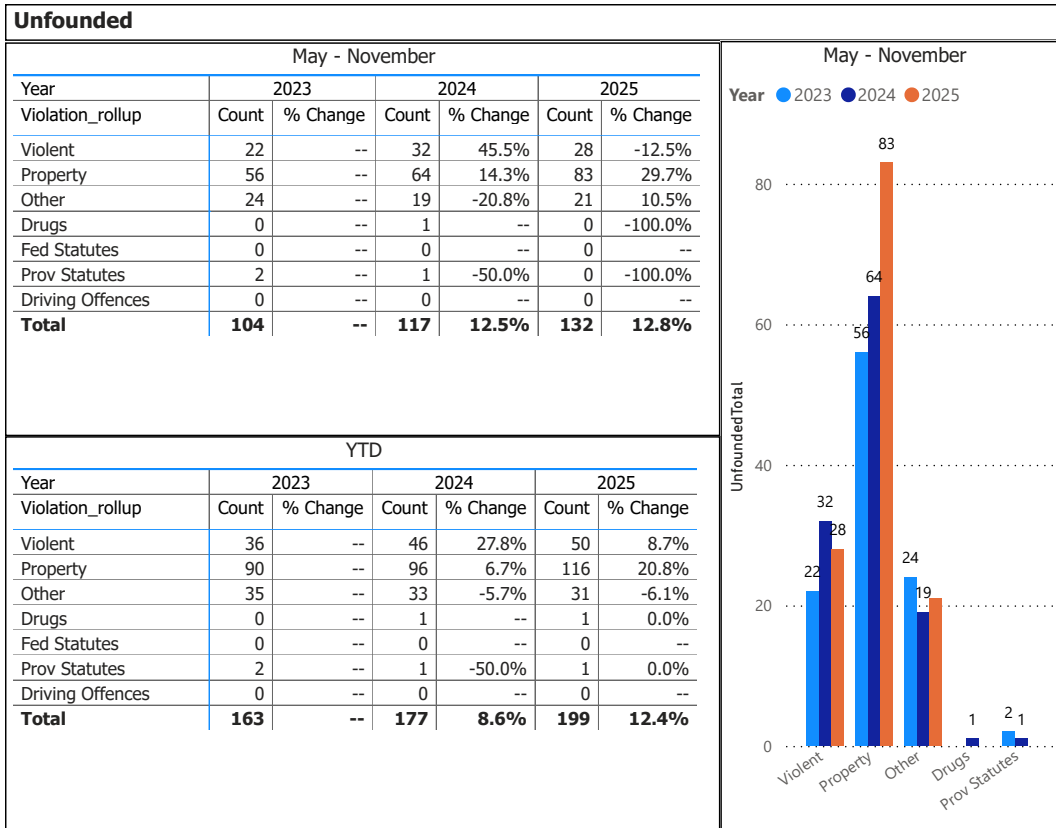 Unfounded
May - November
Year 2023 2024 2025
Violation_rollup Count % Change Count % Change Count % Change
Violent 22 -- 32 45.5% 28 -12.5%
Property 56 -- 64 14.3% 83 29.7%
Other 24 -- 19 -20.8% 21 10.5%
Drugs 0 -- 1 -- 0 -100.0%
Fed Statutes 0 -- 0 -- 0 --
Prov Statutes 2 -- 1 -50.0% 0 -100.0%
Driving Offences 0 -- 0 -- 0 --
Total 104 -- 117 12.5% 132 12.8%
YTD
Year 2023 2024 2025
Violation_rollup Count % Change Count % Change Count % Change
Violent 36 -- 46 27.8% 50 8.7%
Property 90 -- 96 6.7% 116 20.8%
Other 35 -- 33 -5.7% 31 -6.1%
Drugs 0 -- 1 -- 1 0.0%
Fed Statutes 0 -- 0 -- 0 --
Prov Statutes 2 -- 1 -50.0% 1 0.0%
Driving Offences 0 -- 0 -- 0 --
Total 163 -- 177 8.6% 199 12.4%
May - November
Year 2023 2024 2025
UnfoundedTotal
80
60
40
20
0
22 32 28
56 64 83
24 19
1
2 1
Violent
Property
Other
Drugs
Prov Statutes